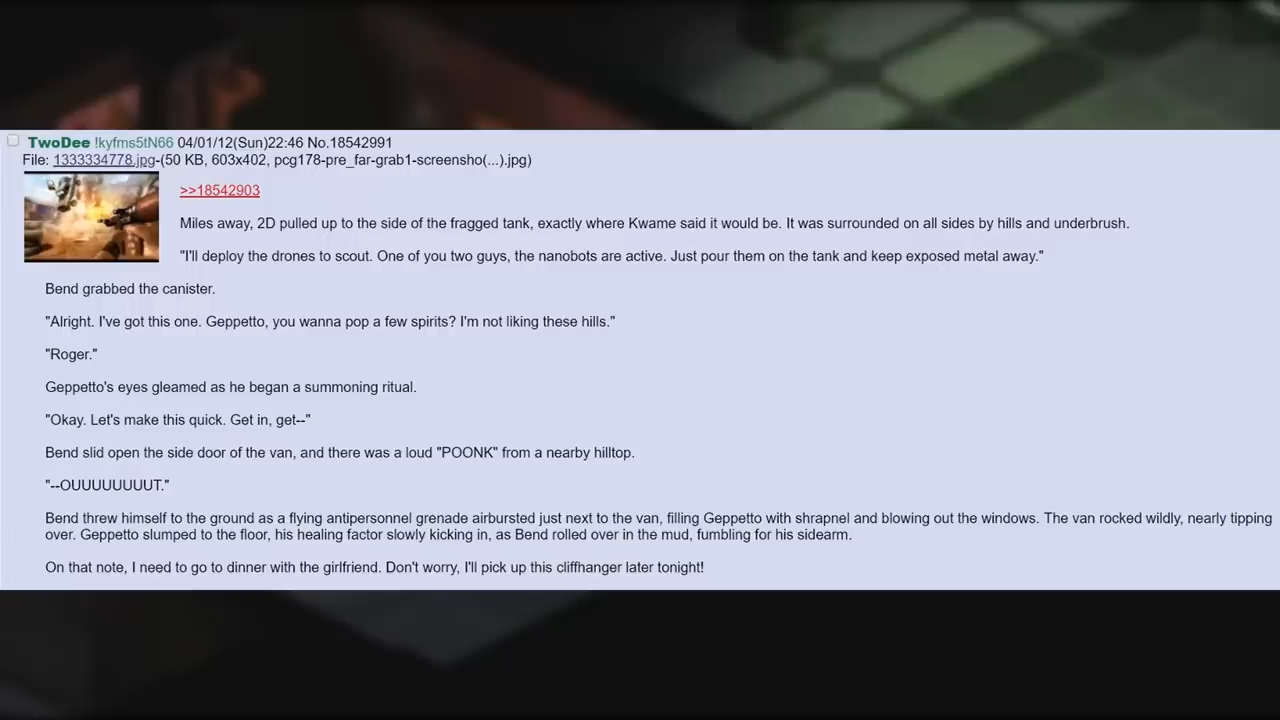 TwoDee !kyfms5tN66 04/01/12(Sun)22:46 No.18542991
File: 1333334778.jpg-(50 KB, 603x402, pcg178-pre_far-grab1-screensho(...).jpg)
>>18542903
Miles away, 2D pulled up to the side of the fragged tank, exactly where Kwame said it would be. It was surrounded on all sides by hills and underbrush.
"I'll deploy the drones to scout. One of you two guys, the nanobots are active. Just pour them on the tank and keep exposed metal away."
Bend grabbed the canister.
"Alright. I've got this one. Geppetto, you wanna pop a few spirits? I'm not liking these hills."
"Roger."
Geppetto's eyes gleamed as he began a summoning ritual.
"Okay. Let's make this quick. Get in, get--"
Bend slid open the side door of the van, and there was a loud "POONK" from a nearby hilltop.
"--OUUUUUUUUT."
Bend threw himself to the ground as a flying antipersonnel grenade airbursted just next to the van, filling Geppetto with shrapnel and blowing out the windows. The van rocked wildly, nearly tipping
over. Geppetto slumped to the floor, his healing factor slowly kicking in, as Bend rolled over in the mud, fumbling for his sidearm.
On that note, I need to go to dinner with the girlfriend. Don't worry, I'll pick up this cliffhanger later tonight!